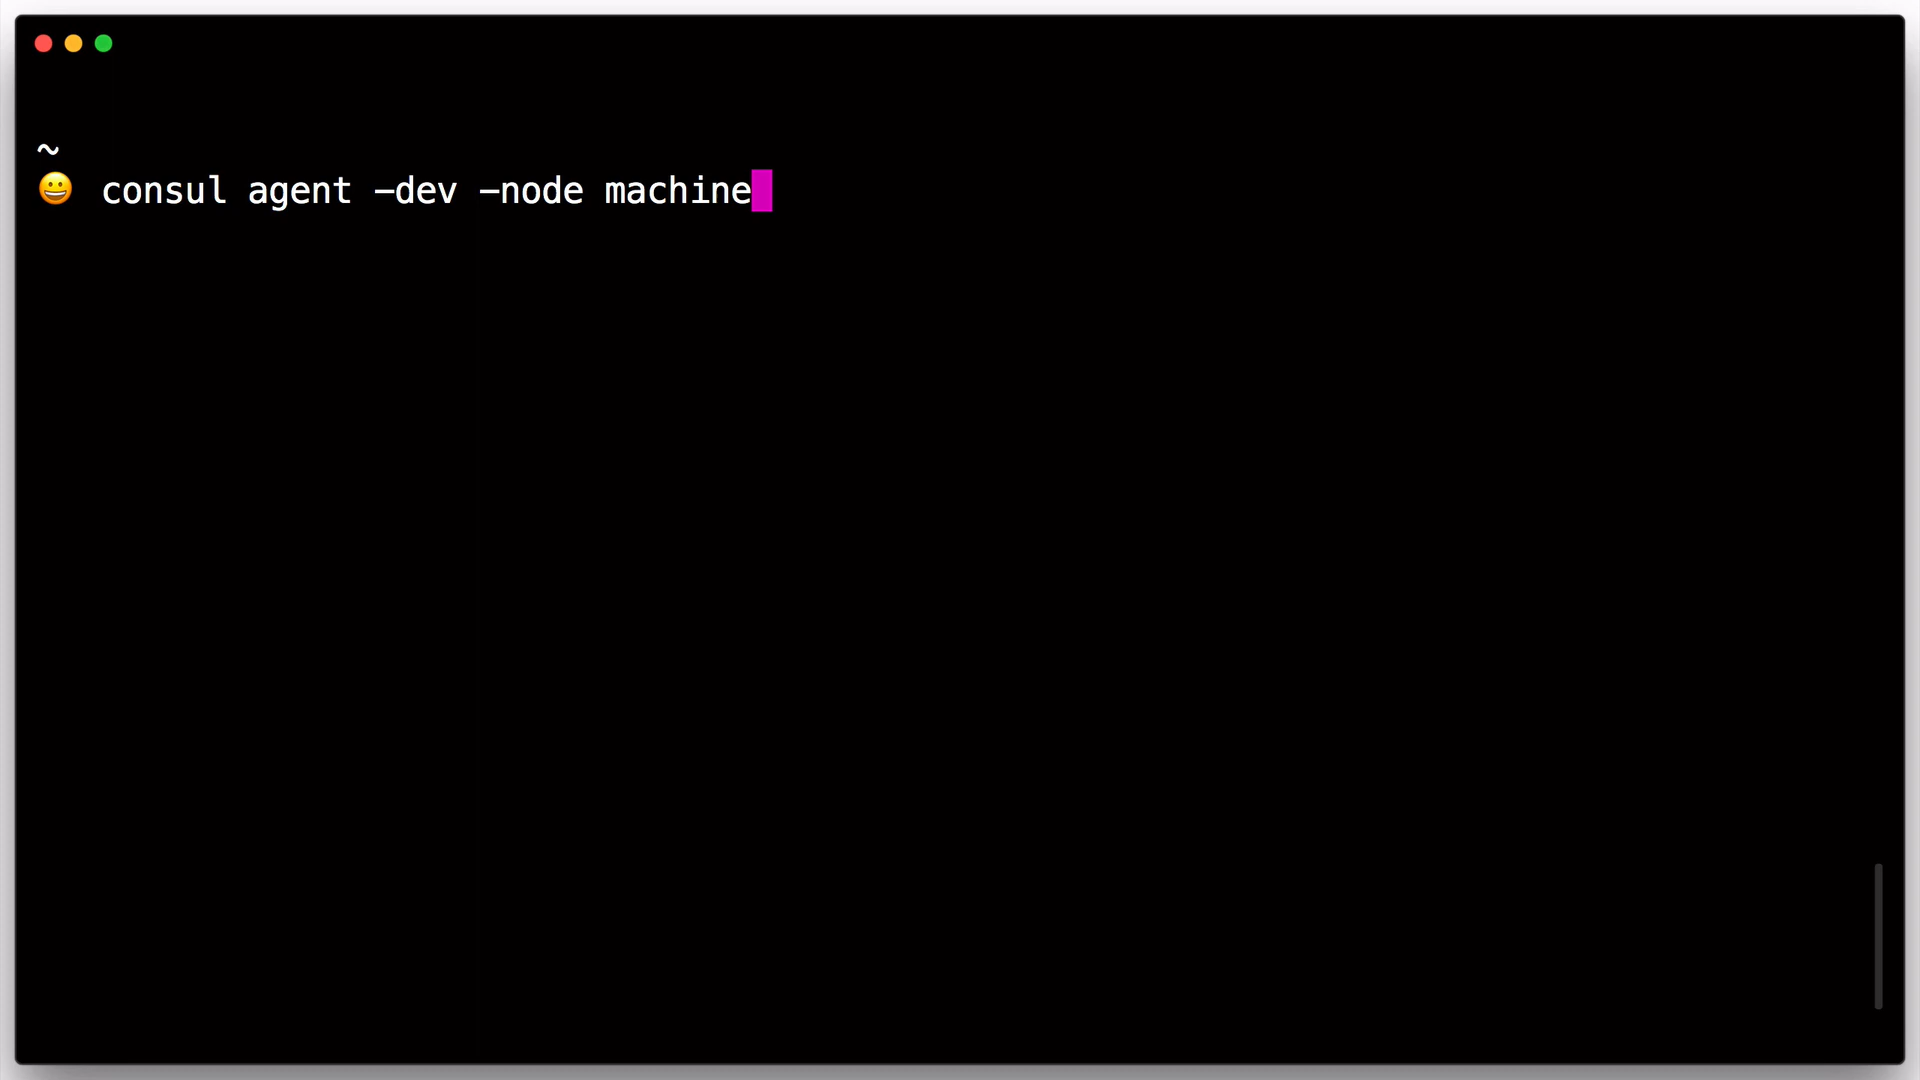 ~
😀 consul agent -dev -node machine